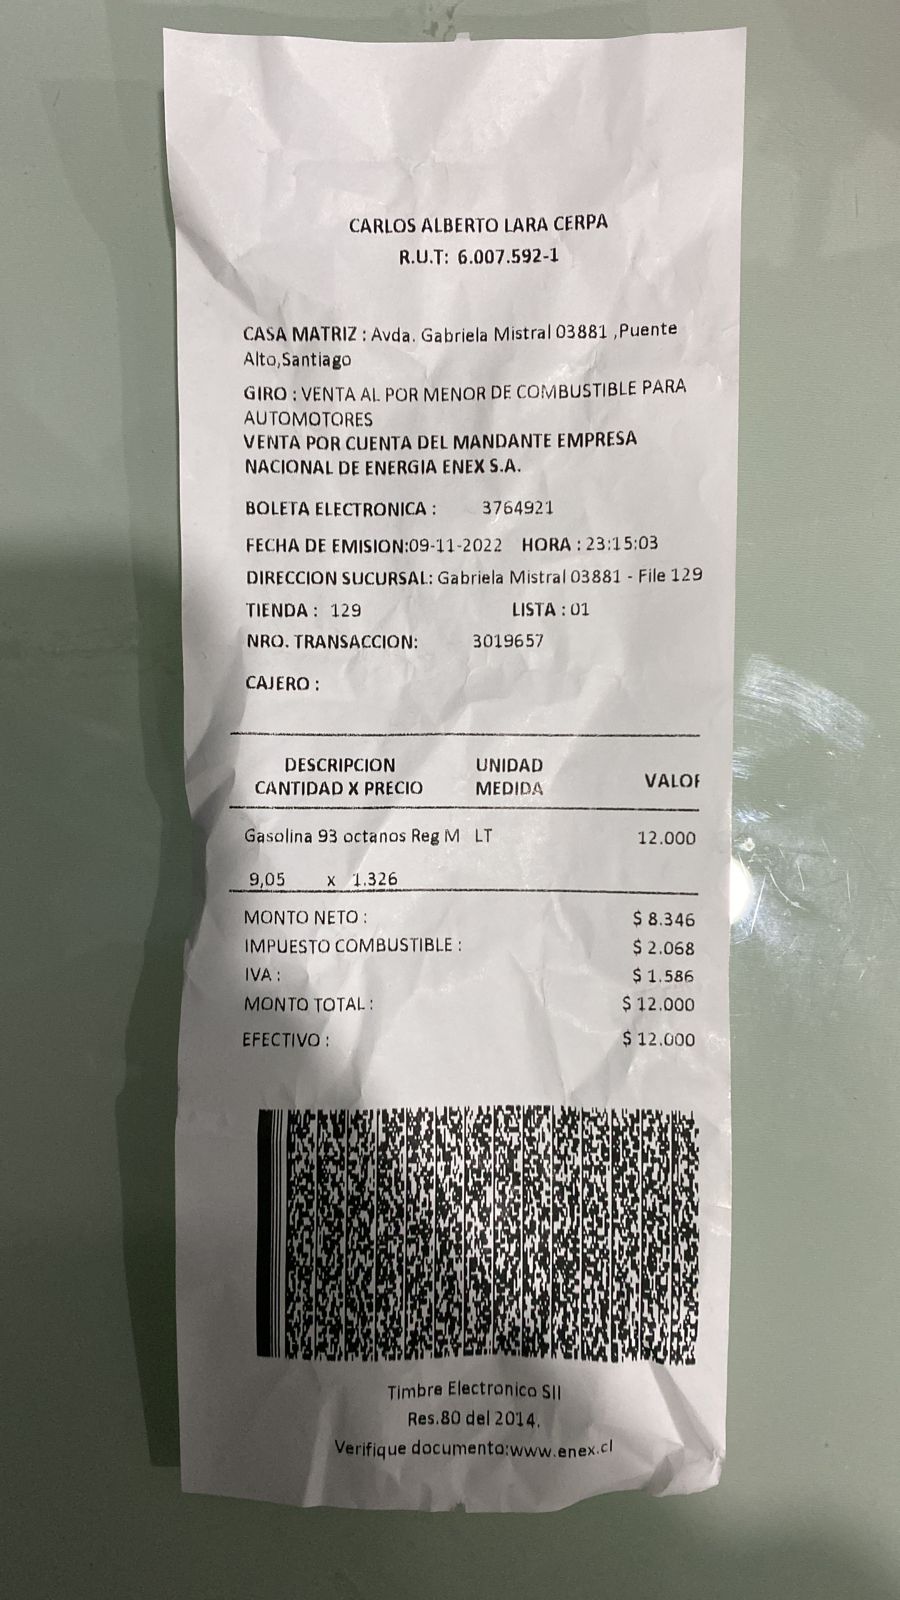 CARLOS ALBERTO LARA CERPA
R.U.T: 6.007.592-1
CASA MATRIZ : Avda. Gabriela Mistral 03881 ,Puente
Alto,Santiago
GIRO : VENTA AL POR MENOR DE COMBUSTIBLE PARA
AUTOMOTORES
VENTA POR CUENTA DEL MANDANTE EMPRESA
NACIONAL DE ENERGIA ENEX S.A.
BOLETA ELECTRONICA : 3764921
FECHA DE EMISION:09-11-2022 HORA : 23:15:03
DIRECCION SUCURSAL: Gabriela Mistral 03881 - File 129
TIENDA : 129 LISTA : 01
NRO. TRANSACCION: 3019657
CAJERO :
DESCRIPCION UNIDAD
CANTIDAD X PRECIO MEDIDA VALOR
Gasolina 93 octanos Reg M LT 12.000
9,05 x 1.326
MONTO NETO : $ 8.346
IMPUESTO COMBUSTIBLE : $ 2.068
IVA : $ 1.586
MONTO TOTAL : $ 12.000
EFECTIVO : $ 12.000
Timbre Electronico SII
Res.80 del 2014.
Verifique documento:www.enex.cl